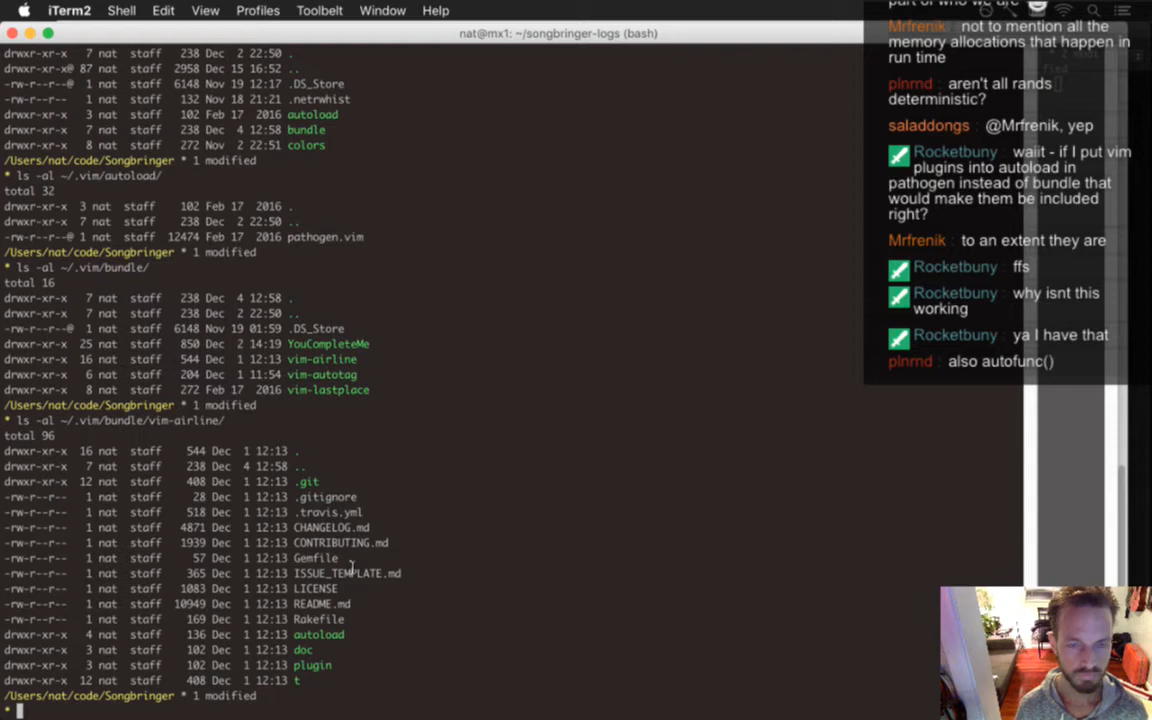 iTerm2 Shell Edit View Profiles Toolbelt Window Help
nat@mx1: ~/songbringer-logs (bash)
drwxr-xr-x 7 nat staff 238 Dec 2 22:50 .
drwxr-xr-x@ 87 nat staff 2958 Dec 15 16:52 ..
-rw-r--r--@ 1 nat staff 6148 Nov 19 12:17 .DS_Store
-rw-r--r-- 1 nat staff 132 Nov 18 21:21 .netrwhist
drwxr-xr-x 3 nat staff 102 Feb 17 2016 autoload
drwxr-xr-x 7 nat staff 238 Dec 4 12:58 bundle
drwxr-xr-x 8 nat staff 272 Nov 2 22:51 colors
/Users/nat/code/Songbringer * 1 modified
* ls -al ~/.vim/autoload/
total 32
drwxr-xr-x 3 nat staff 102 Feb 17 2016 .
drwxr-xr-x 7 nat staff 238 Dec 2 22:50 ..
-rw-r--r--@ 1 nat staff 12474 Feb 17 2016 pathogen.vim
/Users/nat/code/Songbringer * 1 modified
* ls -al ~/.vim/bundle/
total 16
drwxr-xr-x 7 nat staff 238 Dec 4 12:58 .
drwxr-xr-x 7 nat staff 238 Dec 2 22:50 ..
-rw-r--r--@ 1 nat staff 6148 Nov 19 01:59 .DS_Store
drwxr-xr-x 25 nat staff 850 Dec 2 14:19 YouCompleteMe
drwxr-xr-x 16 nat staff 544 Dec 1 12:13 vim-airline
drwxr-xr-x 6 nat staff 204 Dec 1 11:54 vim-autotag
drwxr-xr-x 8 nat staff 272 Feb 17 2016 vim-lastplace
/Users/nat/code/Songbringer * 1 modified
* ls -al ~/.vim/bundle/vim-airline/
total 96
drwxr-xr-x 16 nat staff 544 Dec 1 12:13 .
drwxr-xr-x 7 nat staff 238 Dec 4 12:58 ..
drwxr-xr-x 12 nat staff 408 Dec 1 12:13 .git
-rw-r--r-- 1 nat staff 28 Dec 1 12:13 .gitignore
-rw-r--r-- 1 nat staff 518 Dec 1 12:13 .travis.yml
-rw-r--r-- 1 nat staff 4871 Dec 1 12:13 CHANGELOG.md
-rw-r--r-- 1 nat staff 1939 Dec 1 12:13 CONTRIBUTING.md
-rw-r--r-- 1 nat staff 57 Dec 1 12:13 Gemfile
-rw-r--r-- 1 nat staff 365 Dec 1 12:13 ISSUE_TEMPLATE.md
-rw-r--r-- 1 nat staff 1083 Dec 1 12:13 LICENSE
-rw-r--r-- 1 nat staff 10949 Dec 1 12:13 README.md
-rw-r--r-- 1 nat staff 169 Dec 1 12:13 Rakefile
drwxr-xr-x 4 nat staff 136 Dec 1 12:13 autoload
drwxr-xr-x 3 nat staff 102 Dec 1 12:13 doc
drwxr-xr-x 3 nat staff 102 Dec 1 12:13 plugin
drwxr-xr-x 12 nat staff 408 Dec 1 12:13 t
/Users/nat/code/Songbringer * 1 modified
*
part of who we are
Mrfrenik : not to mention all the
memory allocations that happen in
run time
plnrnd : aren't all rands
deterministic?
saladdongs : @Mrfrenik, yep
Rocketbuny : waiit - if I put vim
plugins into autoload in
pathogen instead of bundle that
would make them be included
right?
Mrfrenik : to an extent they are
Rocketbuny : ffs
Rocketbuny : why isnt this
working
Rocketbuny : ya I have that
plnrnd : also autofunc()